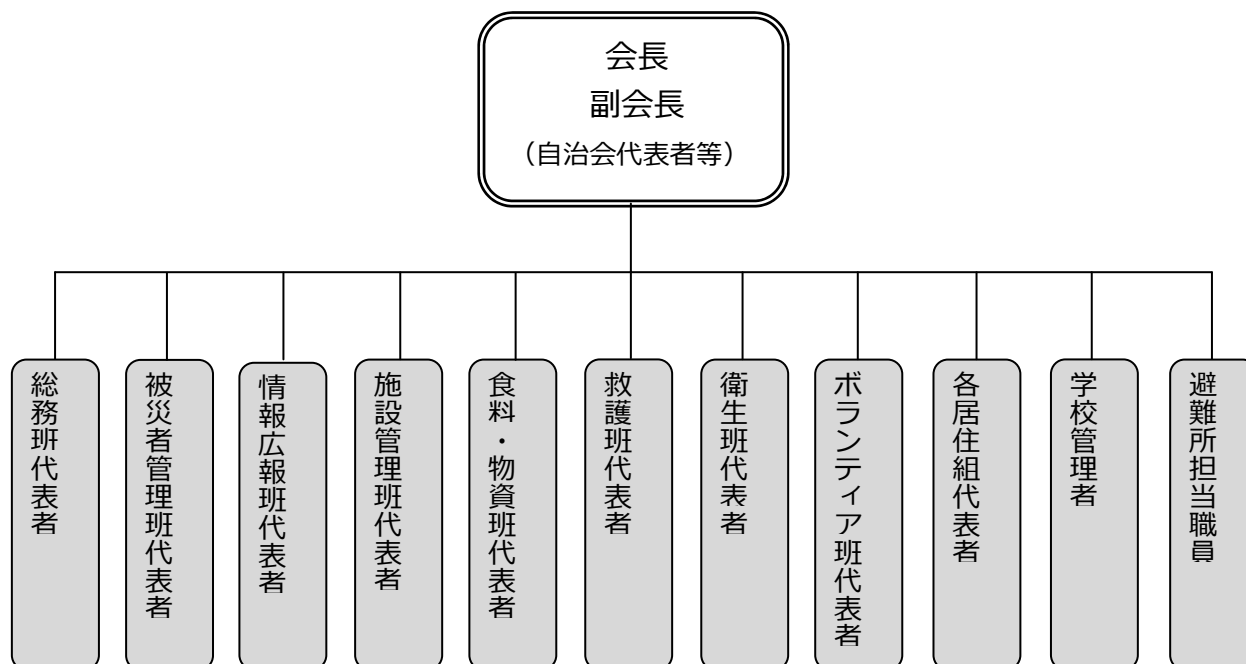 会長
副会長
（自治会代表者等）
総務班代表者
被災者管理班代表者
情報広報班代表者
施設管理班代表者
食料・物資班代表者
救護班代表者
衛生班代表者
ボランティア班代表者
各居住組代表者
学校管理者
避難所担当職員